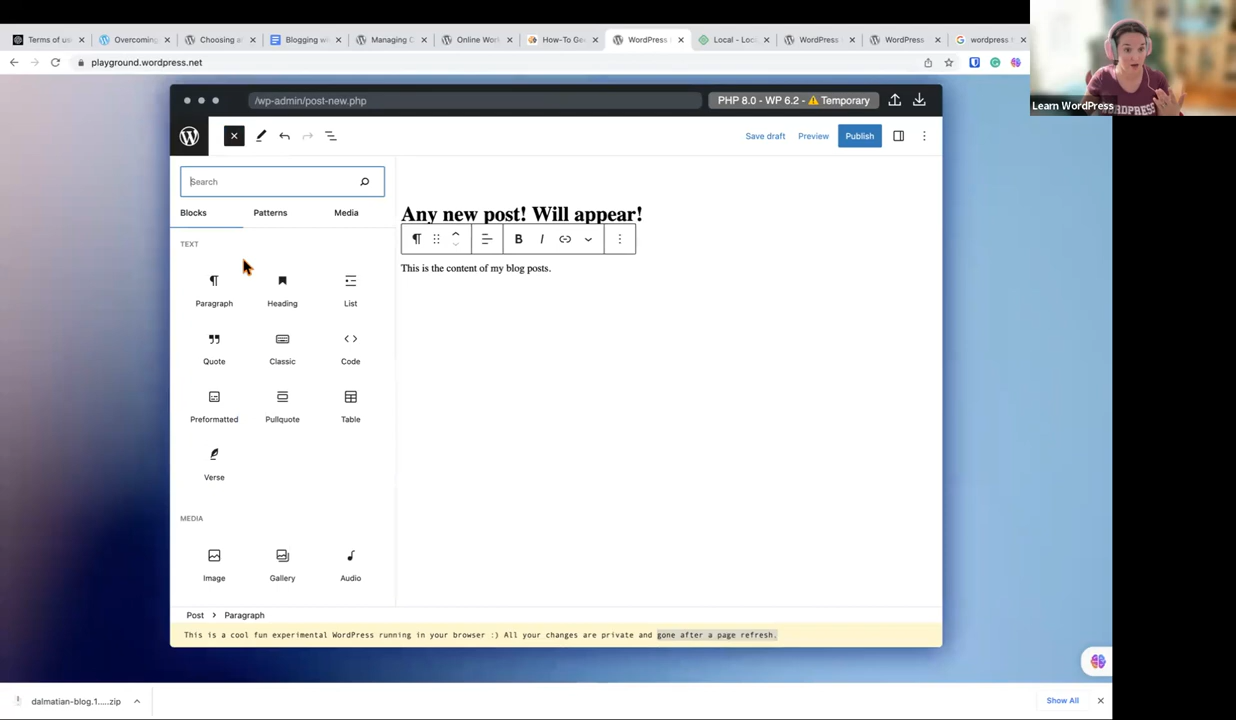 Terms of us
Overcoming
Choosing a
Blogging wi
Managing C
Online Wor
How-To Ge
WordPress
Local - Loc
WordPress
WordPress
wordpress
playground.wordpress.net
Learn WordPress
/wp-admin/post-new.php
PHP 8.0 - WP 6.2 - ⚠ Temporary
Save draft
Preview
Publish
Search
Blocks
Patterns
Media
TEXT
Paragraph
Heading
List
Quote
Classic
Code
Preformatted
Pullquote
Table
Verse
MEDIA
Image
Gallery
Audio
Any new post! Will appear!
B I
This is the content of my blog posts.
Post > Paragraph
This is a cool fun experimental WordPress running in your browser :) All your changes are private and gone after a page refresh.
dalmatian-blog.1.....zip
Show All